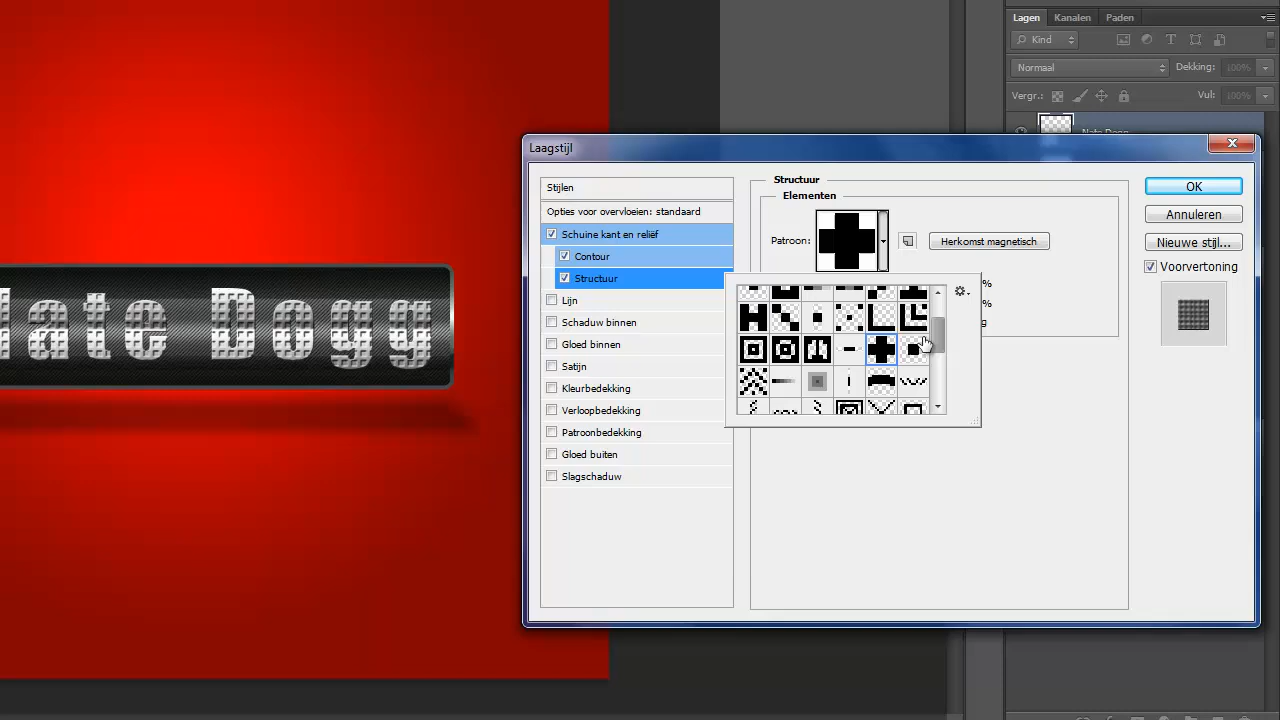 Lagen Kanalen Paden
Kind
Normaal Dekking: 100%
Vergr.: Vul: 100%
Laagstijl
Stijlen
Opties voor overvloeien: standaard
Schuine kant en reliëf
Contour
Structuur
Lijn
Schaduw binnen
Gloed binnen
Satijn
Kleurbedekking
Verloopbedekking
Patroonbedekking
Gloed buiten
Slagschaduw
Structuur
Elementen
Patroon:
Herkomst magnetisch
%
%
OK
Annuleren
Nieuwe stijl...
Voorvertoning
ate Dogg